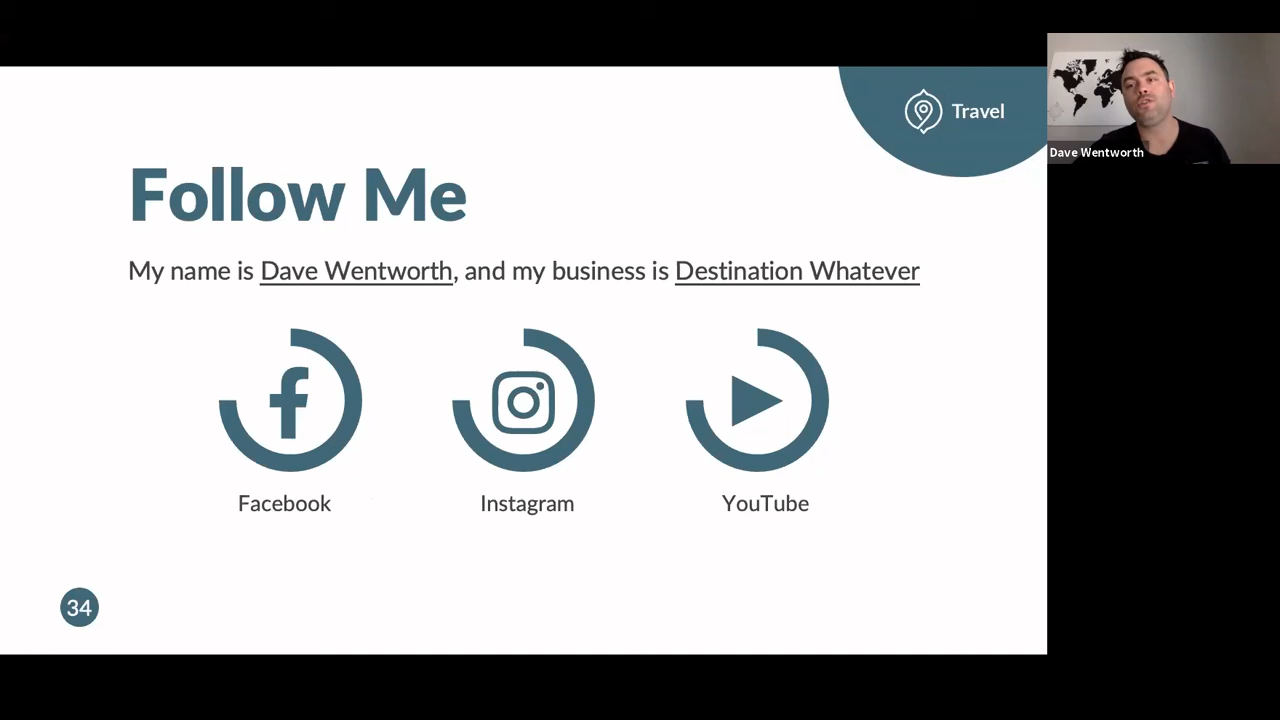 Travel
Dave Wentworth
Follow Me
My name is Dave Wentworth, and my business is Destination Whatever
Facebook
Instagram
YouTube
34